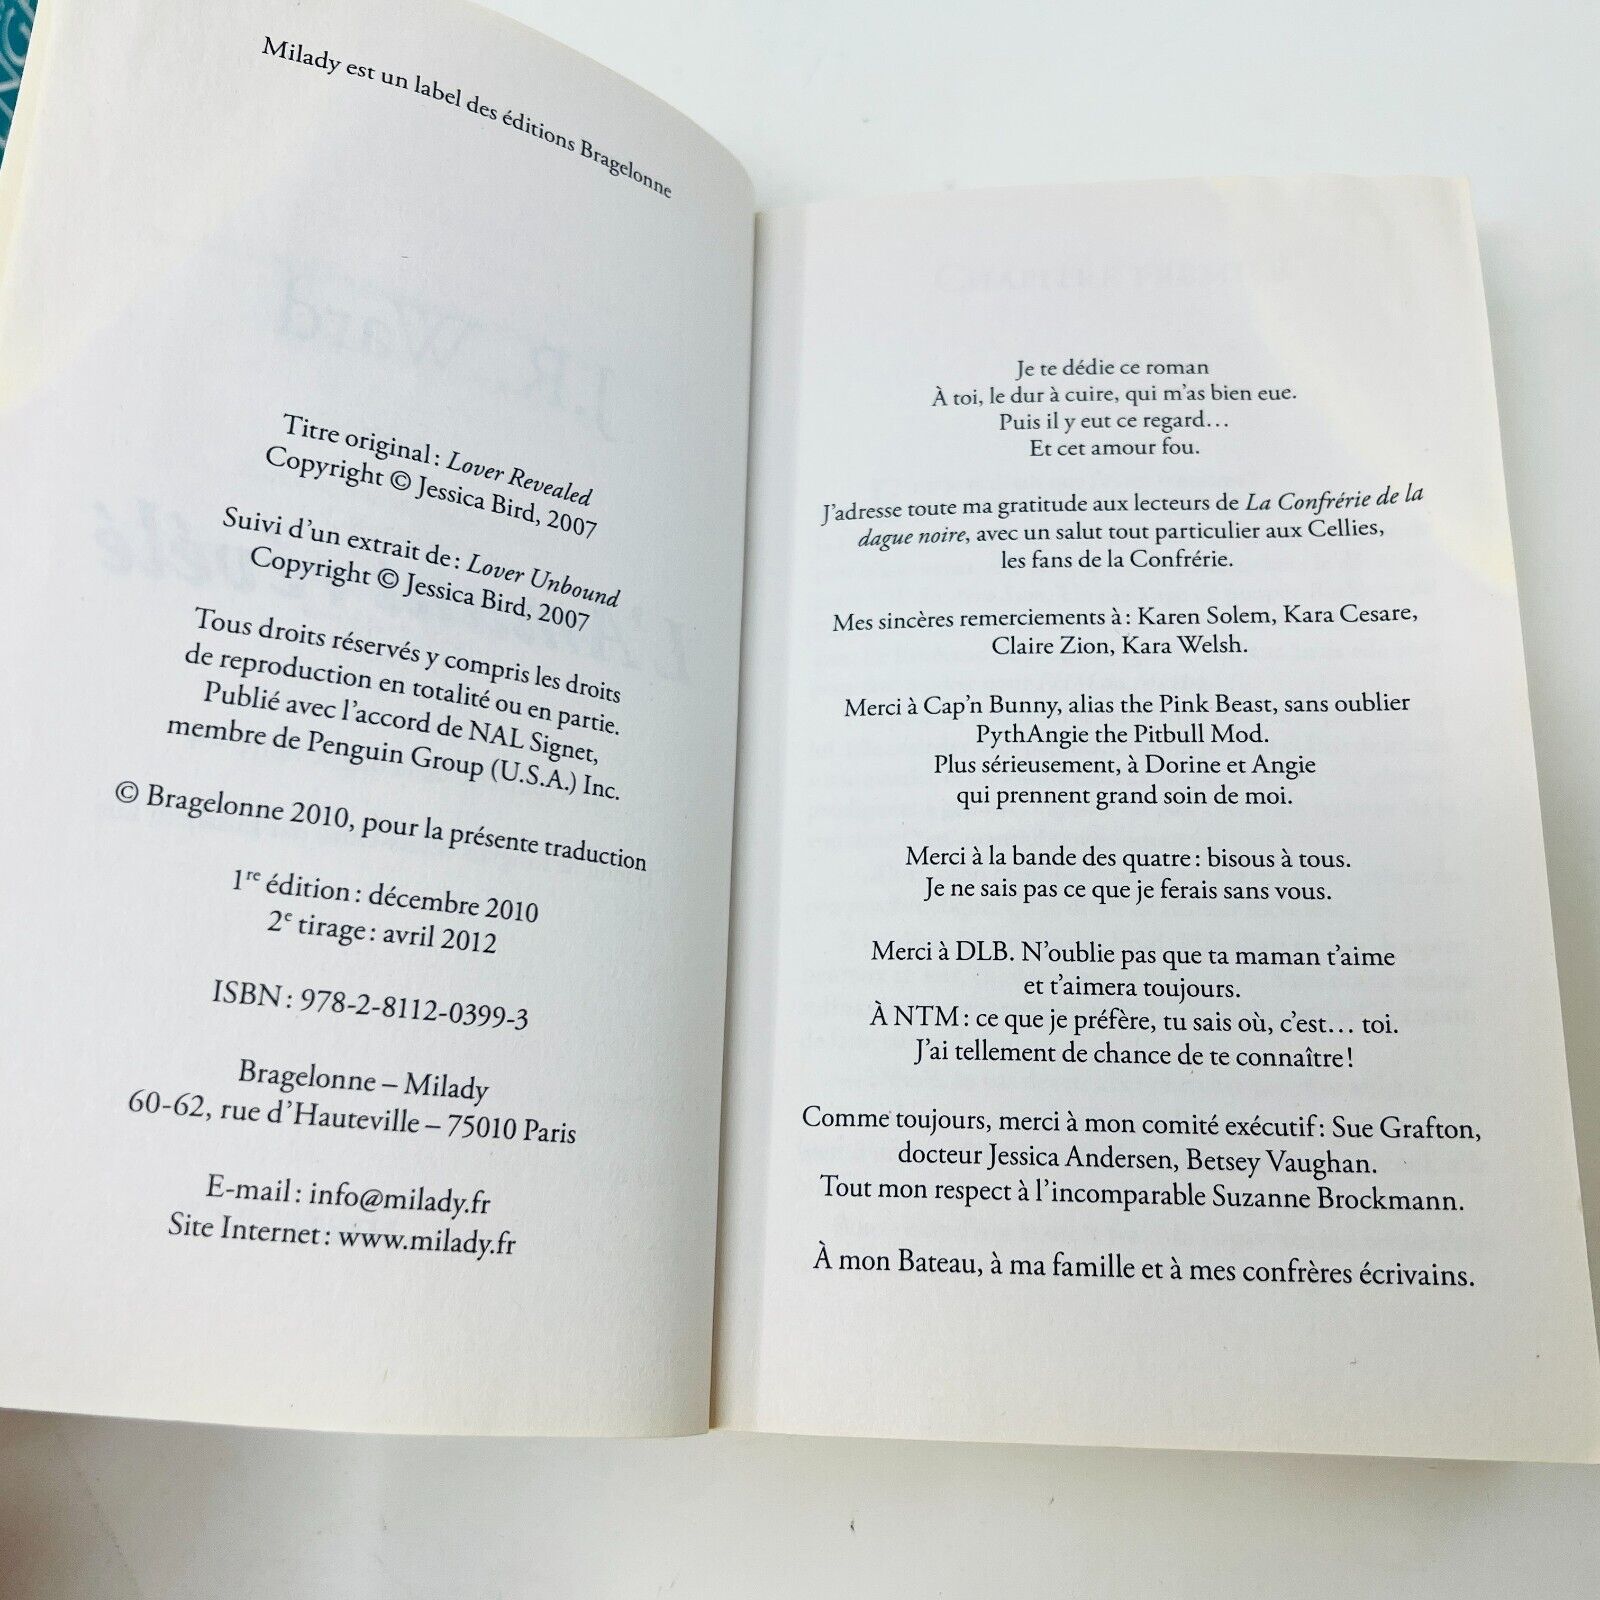 Milady est un label des éditions Bragelonne
Titre original : Lover Revealed
Copyright © Jessica Bird, 2007
Suivi d'un extrait de : Lover Unbound
Copyright © Jessica Bird, 2007
Tous droits réservés y compris les droits
de reproduction en totalité ou en partie.
Publié avec l'accord de NAL Signet,
membre de Penguin Group (U.S.A.) Inc.
© Bragelonne 2010, pour la présente traduction
1re édition : décembre 2010
2e tirage : avril 2012
ISBN : 978-2-8112-0399-3
Bragelonne – Milady
60-62, rue d'Hauteville – 75010 Paris
E-mail : info@milady.fr
Site Internet : www.milady.fr
Je te dédie ce roman
À toi, le dur à cuire, qui m'as bien eue.
Puis il y eut ce regard…
Et cet amour fou.
J'adresse toute ma gratitude aux lecteurs de La Confrérie de la
dague noire, avec un salut tout particulier aux Cellies,
les fans de la Confrérie.
Mes sincères remerciements à : Karen Solem, Kara Cesare,
Claire Zion, Kara Welsh.
Merci à Cap'n Bunny, alias the Pink Beast, sans oublier
PythAngie the Pitbull Mod.
Plus sérieusement, à Dorine et Angie
qui prennent grand soin de moi.
Merci à la bande des quatre : bisous à tous.
Je ne sais pas ce que je ferais sans vous.
Merci à DLB. N'oublie pas que ta maman t'aime
et t'aimera toujours.
À NTM : ce que je préfère, tu sais où, c'est… toi.
J'ai tellement de chance de te connaître !
Comme toujours, merci à mon comité exécutif : Sue Grafton,
docteur Jessica Andersen, Betsey Vaughan.
Tout mon respect à l'incomparable Suzanne Brockmann.
À mon Bateau, à ma famille et à mes confrères écrivains.